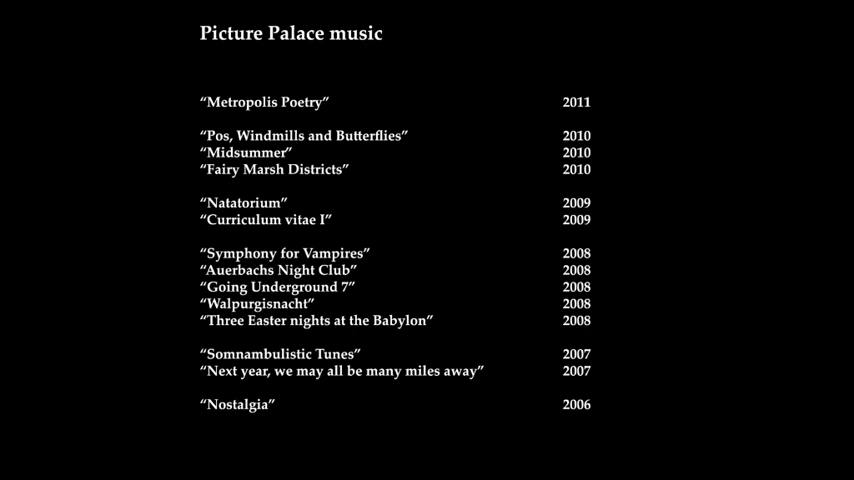 Picture Palace music
“Metropolis Poetry” 2011
“Pos, Windmills and Butterflies” 2010
“Midsummer” 2010
“Fairy Marsh Districts” 2010
“Natatorium” 2009
“Curriculum vitae I” 2009
“Symphony for Vampires” 2008
“Auerbachs Night Club” 2008
“Going Underground 7” 2008
“Walpurgisnacht” 2008
“Three Easter nights at the Babylon” 2008
“Somnambulistic Tunes” 2007
“Next year, we may all be many miles away” 2007
“Nostalgia” 2006